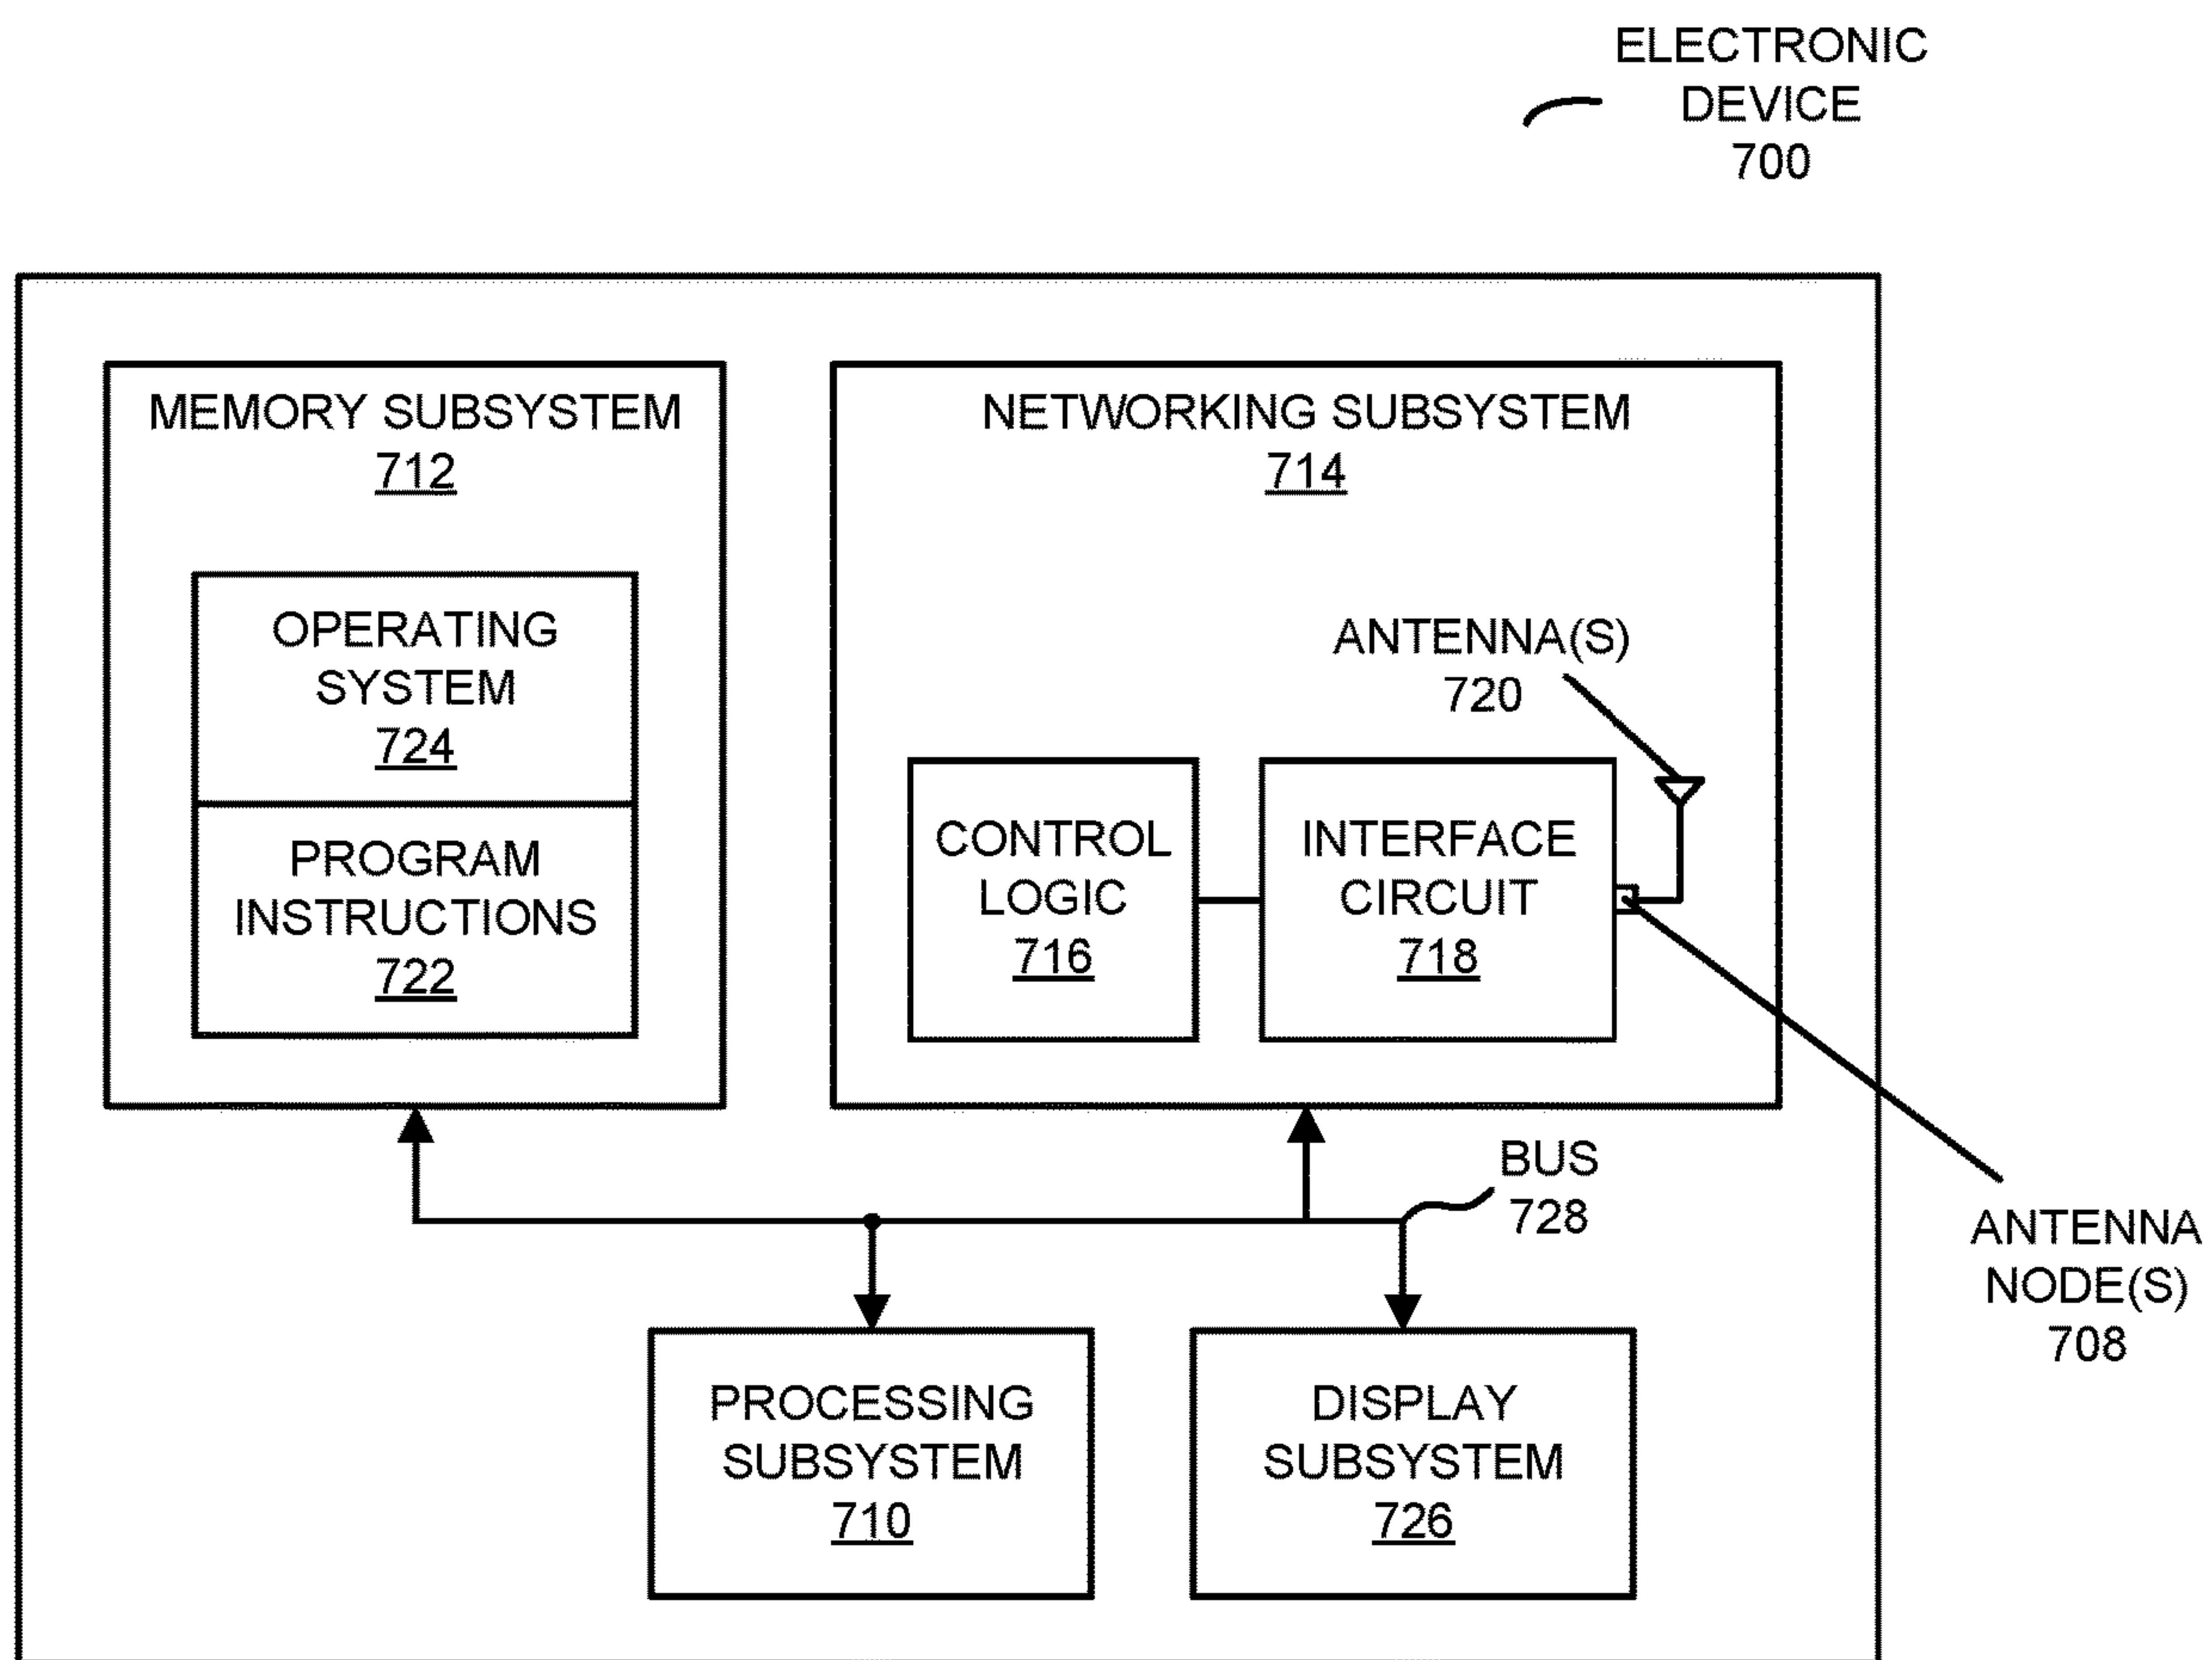 ELECTRONIC
DEVICE
700
MEMORY SUBSYSTEM
712
OPERATING
SYSTEM
724
PROGRAM
INSTRUCTIONS
722
NETWORKING SUBSYSTEM
714
ANTENNA(S)
720
CONTROL
LOGIC
716
INTERFACE
CIRCUIT
718
BUS
728
ANTENNA
NODE(S)
708
PROCESSING
SUBSYSTEM
710
DISPLAY
SUBSYSTEM
726